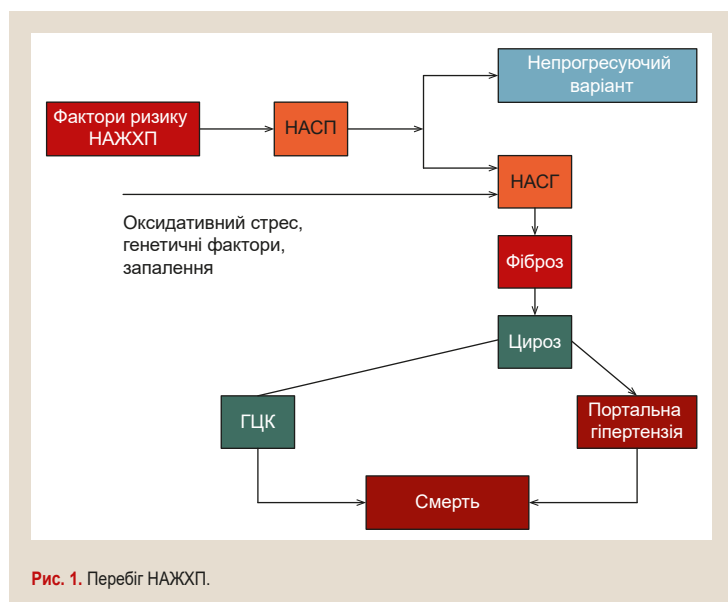 Непрогресуючий
варіант
Фактори ризику
НАЖХП
НАСП
НАСГ
Оксидативний стрес,
генетичні фактори,
запалення
Фіброз
Цироз
ГЦК
Портальна
гіпертензія
Смерть
Рис. 1. Перебіг НАЖХП.